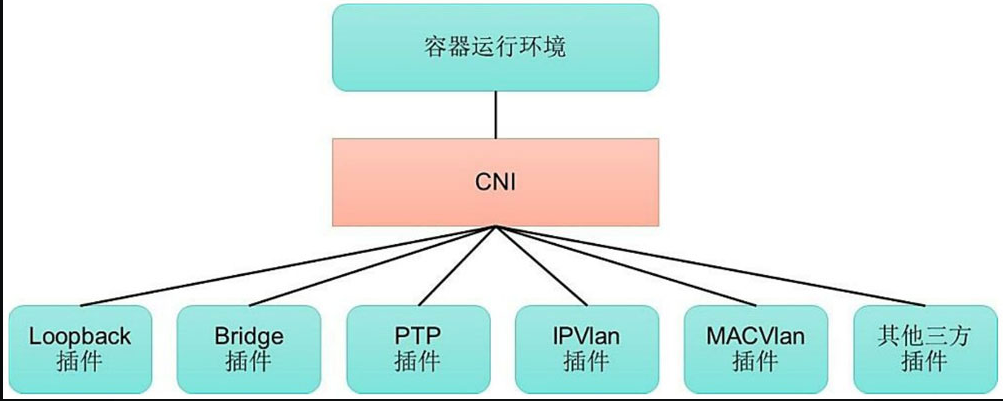 容器运行环境
CNI
Loopback
插件
Bridge
插件
PTP
插件
IPVlan
插件
MACVlan
插件
其他三方
插件